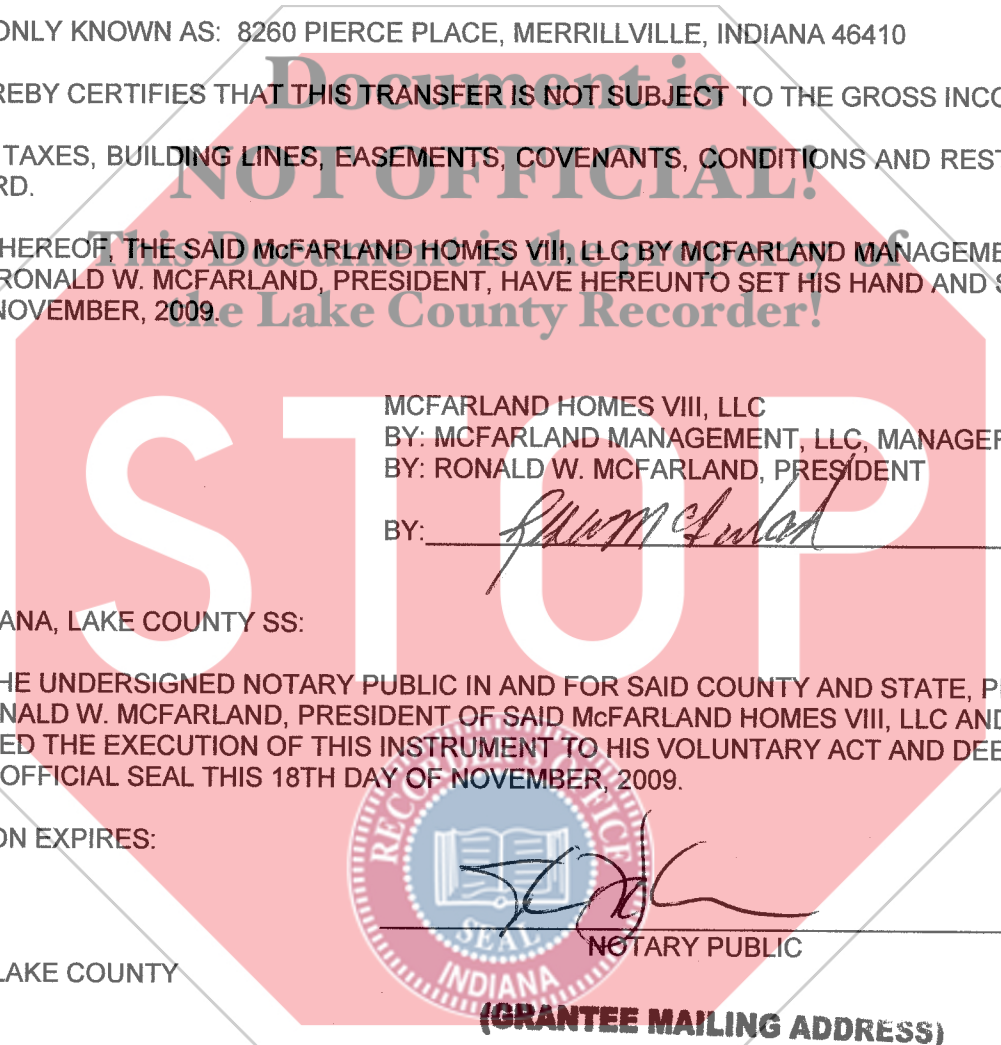 ONLY KNOWN AS: 8260 PIERCE PLACE, MERRILLVILLE, INDIANA 46410
Document is
REBY CERTIFIES THAT THIS TRANSFER IS NOT SUBJECT TO THE GROSS INCO
TAXES, BUILDING LINES, EASEMENTS, COVENANTS, CONDITIONS AND REST
NOT OFFICIAL!
RD.
HEREOF, THE SAID McFARLAND HOMES VIII, LLC BY MCFARLAND MANAGEME
This Document is the property of
RONALD W. MCFARLAND, PRESIDENT, HAVE HEREUNTO SET HIS HAND AND S
NOVEMBER, 2009.
the Lake County Recorder!
MCFARLAND HOMES VIII, LLC
BY: MCFARLAND MANAGEMENT, LLC, MANAGER
BY: RONALD W. MCFARLAND, PRESIDENT
BY:
STOP
ANA, LAKE COUNTY SS:
HE UNDERSIGNED NOTARY PUBLIC IN AND FOR SAID COUNTY AND STATE, P
NALD W. MCFARLAND, PRESIDENT OF SAID McFARLAND HOMES VIII, LLC AND
ED THE EXECUTION OF THIS INSTRUMENT TO HIS VOLUNTARY ACT AND DEE
OFFICIAL SEAL THIS 18TH DAY OF NOVEMBER, 2009.
RECORDER'S OFFICE
ON EXPIRES:
SEAL
NOTARY PUBLIC
INDIANA
LAKE COUNTY
(GRANTEE MAILING ADDRESS)